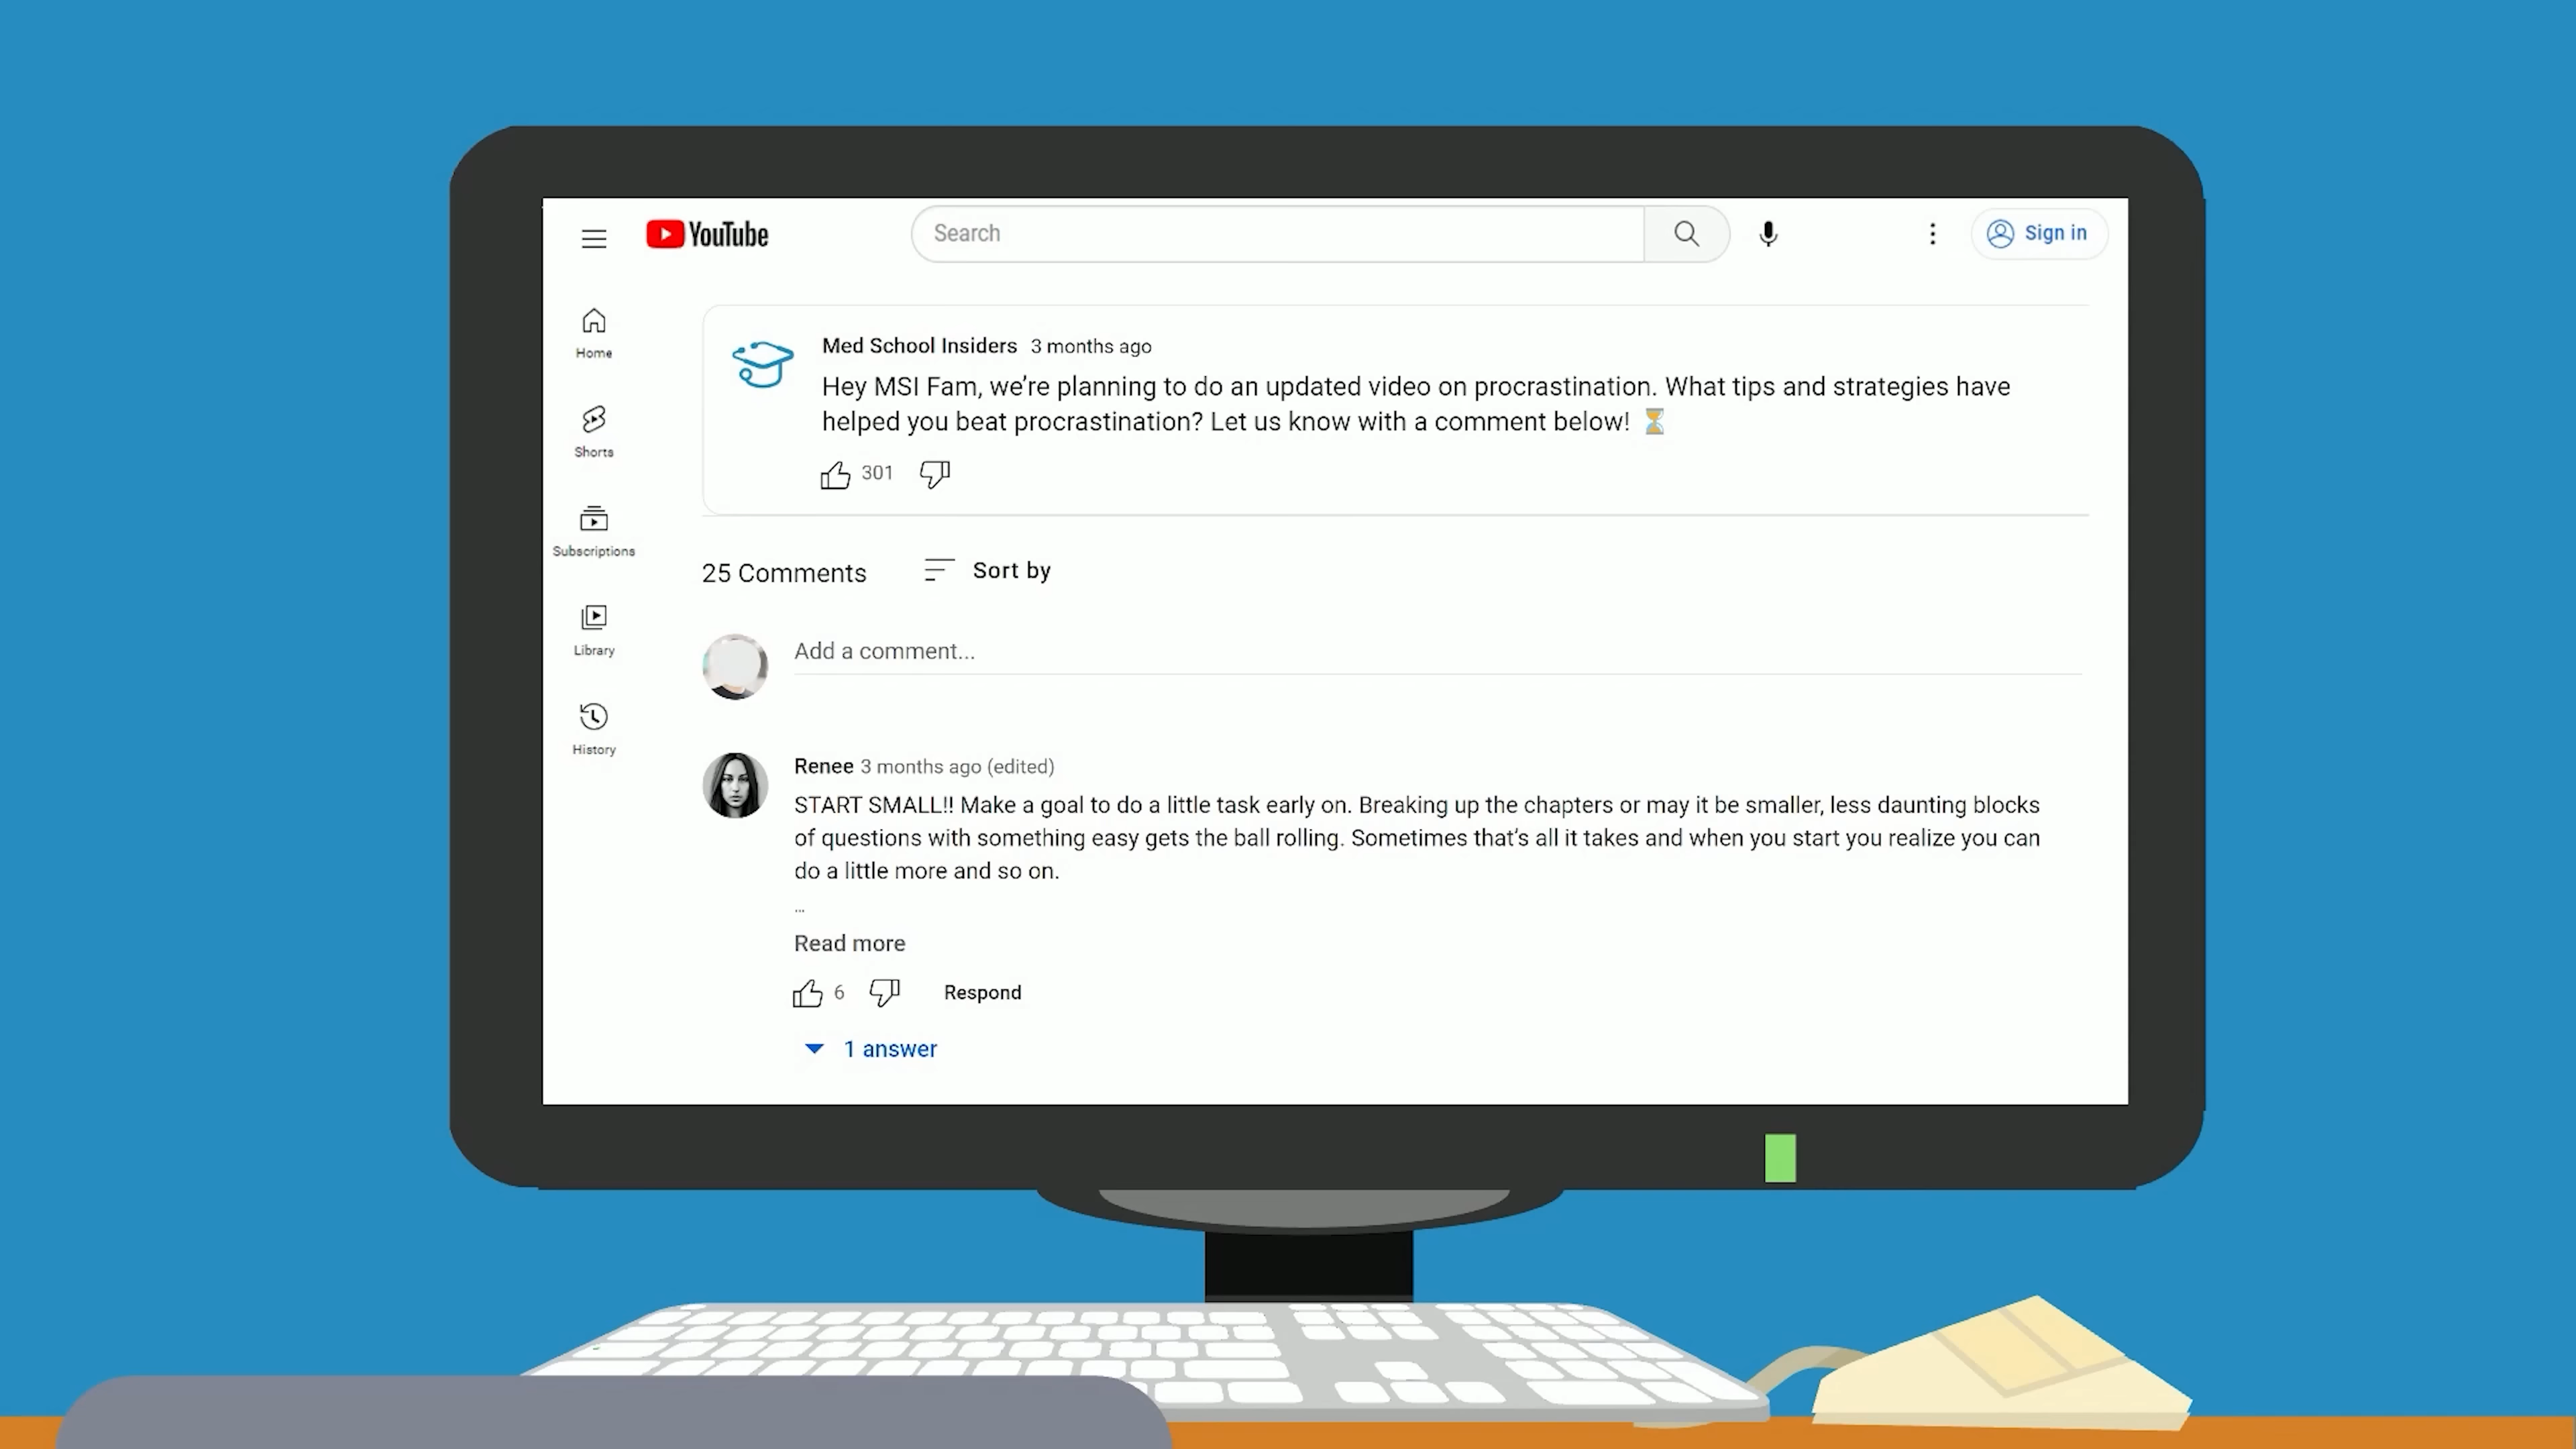 YouTube
Search
Sign in
Home
Shorts
Subscriptions
Library
History
Med School Insiders 3 months ago
Hey MSI Fam, we’re planning to do an updated video on procrastination. What tips and strategies have
helped you beat procrastination? Let us know with a comment below! ⏳
301
25 Comments
Sort by
Add a comment...
Renee 3 months ago (edited)
START SMALL!! Make a goal to do a little task early on. Breaking up the chapters or may it be smaller, less daunting blocks
of questions with something easy gets the ball rolling. Sometimes that’s all it takes and when you start you realize you can
do a little more and so on.
...
Read more
6
Respond
1 answer